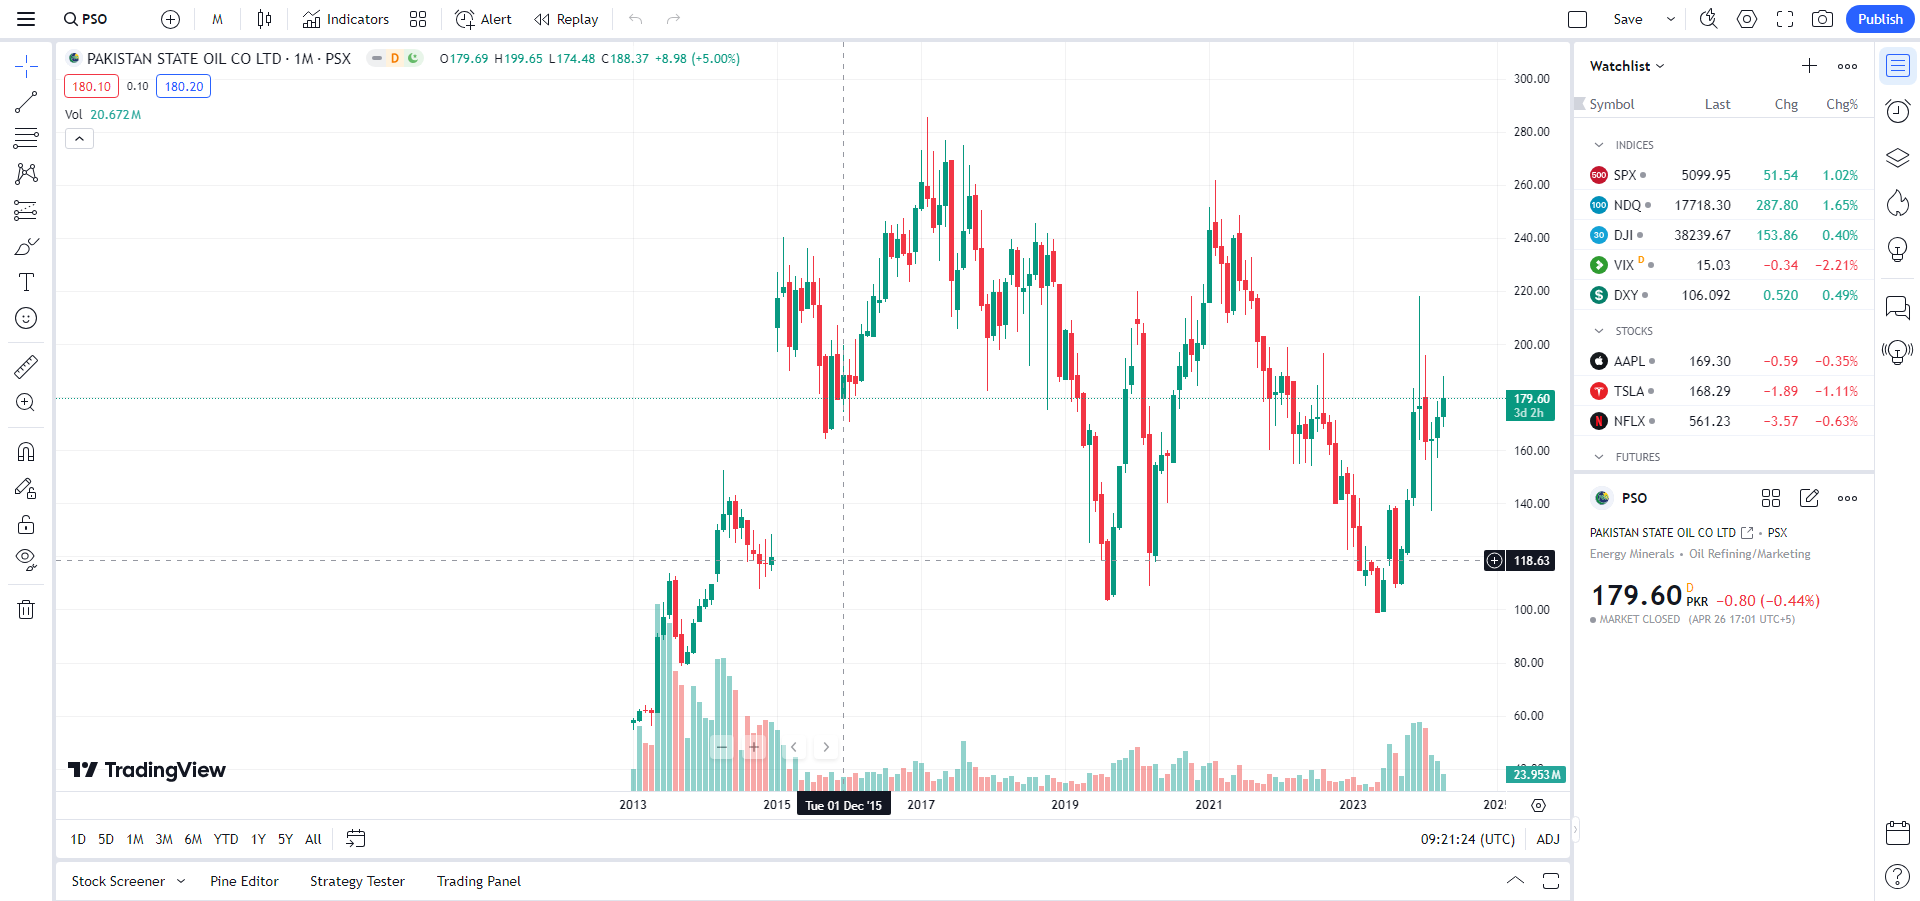 PSO
M
Indicators
Alert
Replay
Save
Publish
PAKISTAN STATE OIL CO LTD · 1M · PSX
D
O179.69 H199.65 L174.48 C188.37 +8.98 (+5.00%)
180.10 0.10 180.20
Vol 20.672 M
300.00
280.00
260.00
240.00
220.00
200.00
179.60
3d 2h
160.00
140.00
118.63
100.00
80.00
60.00
23.953 M
TradingView
2013 2015 Tue 01 Dec '15 2017 2019 2021 2023
1D 5D 1M 3M 6M YTD 1Y 5Y All
09:21:24 (UTC) ADJ
Stock Screener Pine Editor Strategy Tester Trading Panel
Watchlist
Symbol Last Chg Chg%
INDICES
500 SPX 5099.95 51.54 1.02%
100 NDQ 17718.30 287.80 1.65%
30 DJI 38239.67 153.86 0.40%
VIX D 15.03 −0.34 −2.21%
$ DXY 106.092 0.520 0.49%
STOCKS
AAPL 169.30 −0.59 −0.35%
TSLA 168.29 −1.89 −1.11%
N NFLX 561.23 −3.57 −0.63%
FUTURES
PSO
PAKISTAN STATE OIL CO LTD • PSX
Energy Minerals • Oil Refining/Marketing
179.60 D PKR −0.80 (−0.44%)
MARKET CLOSED (APR 26 17:01 UTC+5)